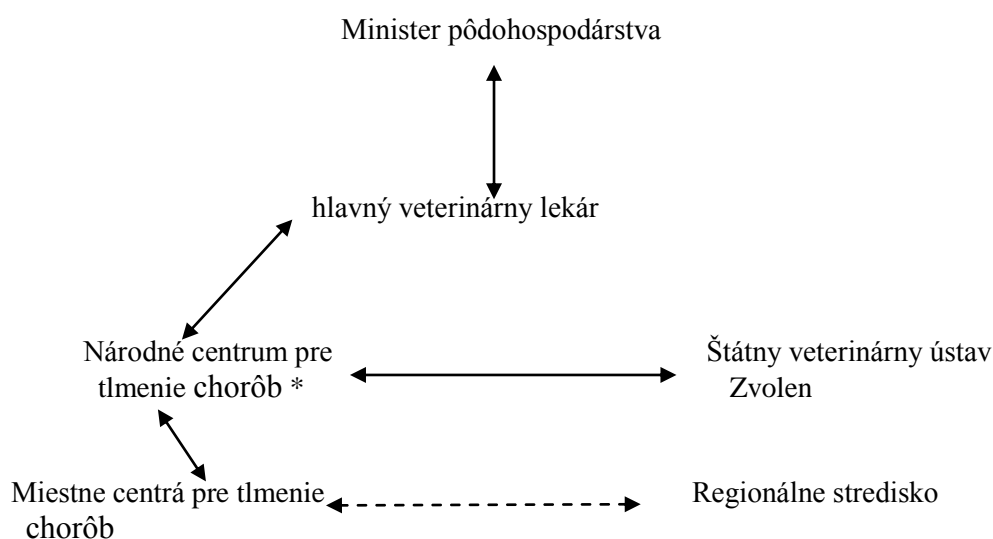 Minister pôdohospodárstva
hlavný veterinárny lekár
Národné centrum pre
tlmenie chorôb *
Štátny veterinárny ústav
Zvolen
Miestne centrá pre tlmenie
chorôb
Regionálne stredisko